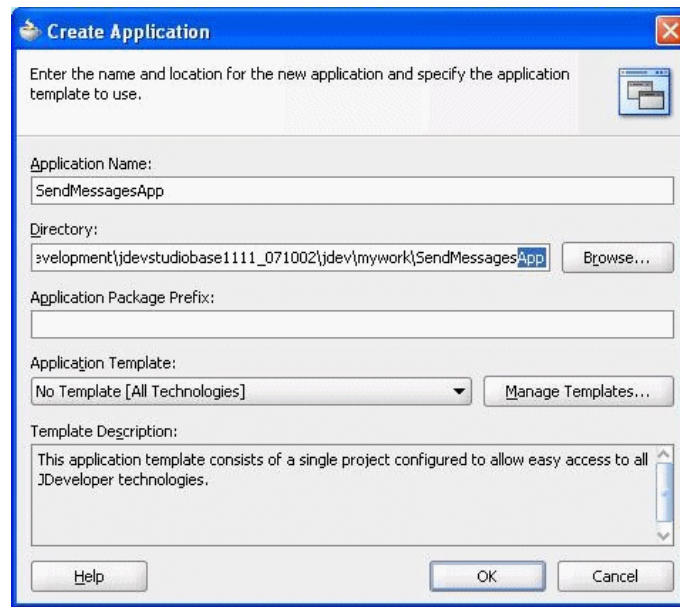 Create Application
Enter the name and location for the new application and specify the application
template to use.
Application Name:
SendMessagesApp
Directory:
evelopment\jdevstudiobase1111_071002\jdev\mywork\SendMessagesApp
Browse...
Application Package Prefix:
Application Template:
No Template [All Technologies]
Manage Templates...
Template Description:
This application template consists of a single project configured to allow easy access to all
JDeveloper technologies.
Help
OK
Cancel